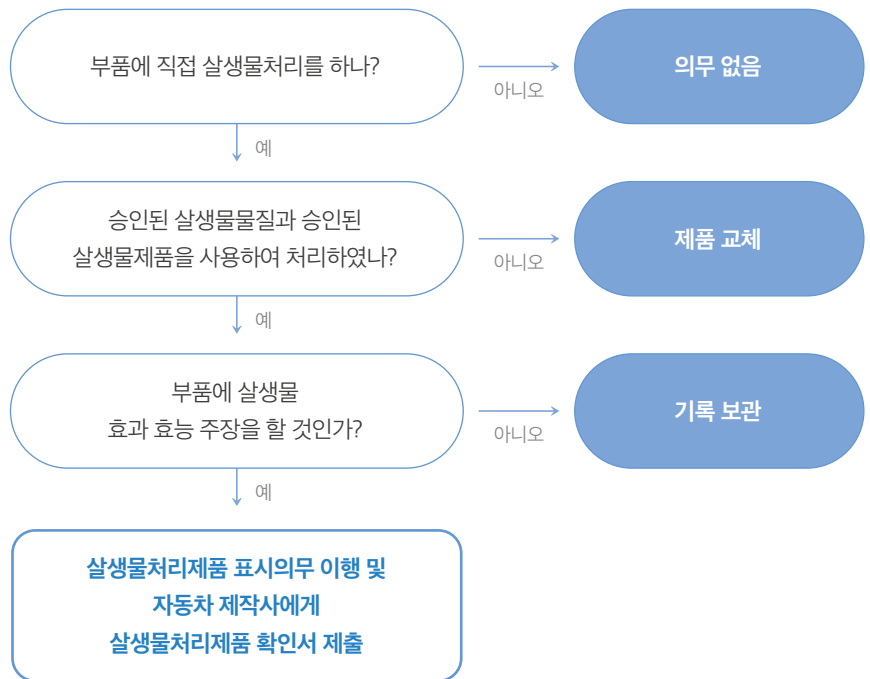 부품에 직접 살생물처리를 하나?
아니오
의무 없음
예
승인된 살생물물질과 승인된
살생물제품을 사용하여 처리하였나?
아니오
제품 교체
예
부품에 살생물
효과 효능 주장을 할 것인가?
아니오
기록 보관
예
살생물처리제품 표시의무 이행 및
자동차 제작사에게
살생물처리제품 확인서 제출